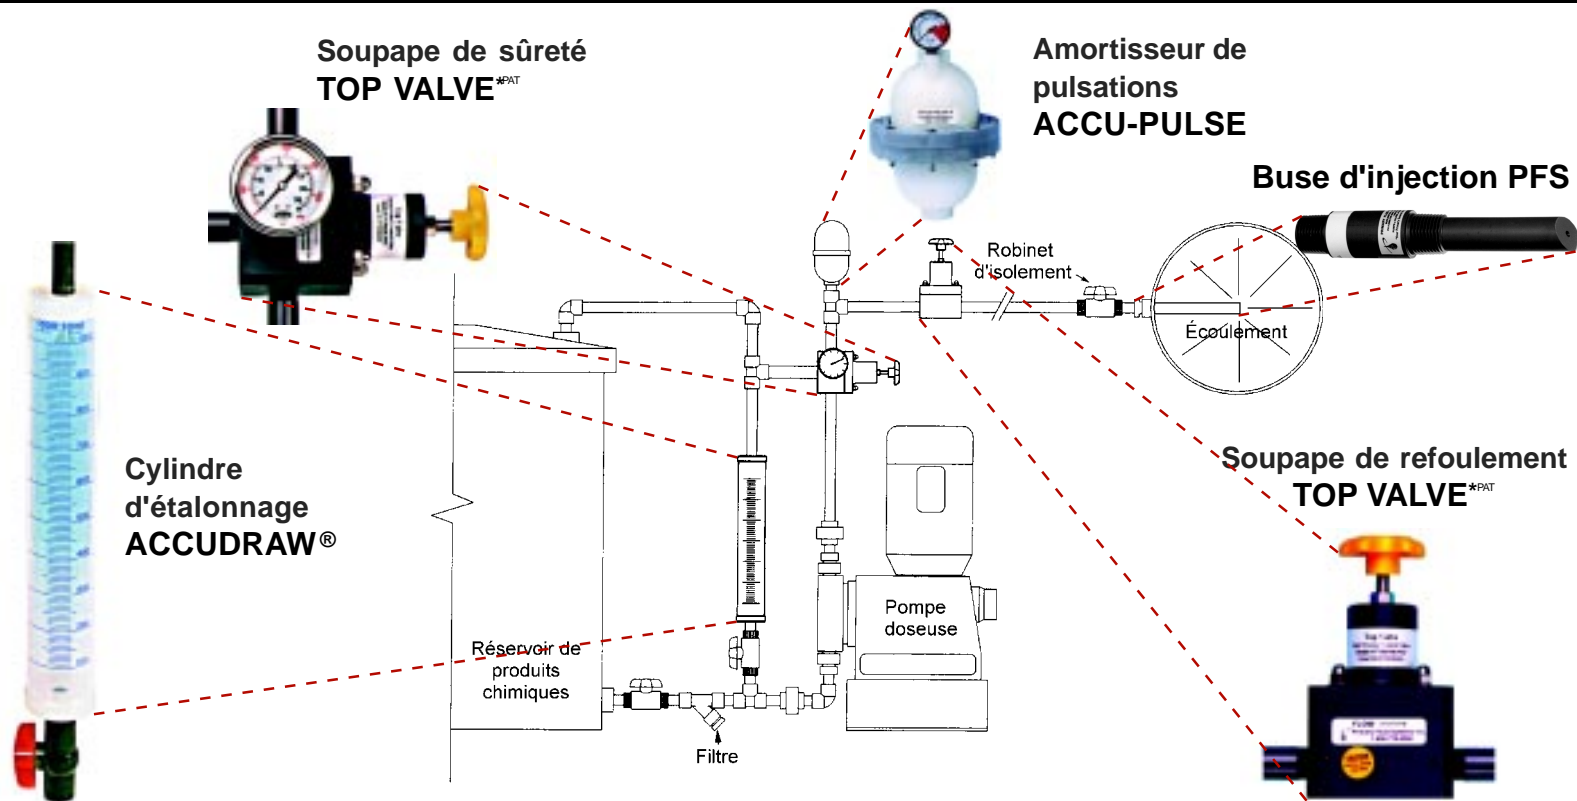 Soupape de sûreté
TOP VALVE*PAT
Amortisseur de
pulsations
ACCU-PULSE
Buse d'injection PFS
Robinet
d'isolement
Écoulement
Soupape de refoulement
TOP VALVE*PAT
Cylindre
d'étalonnage
ACCUDRAW®
Pompe
doseuse
Réservoir de
produits
chimiques
Filtre